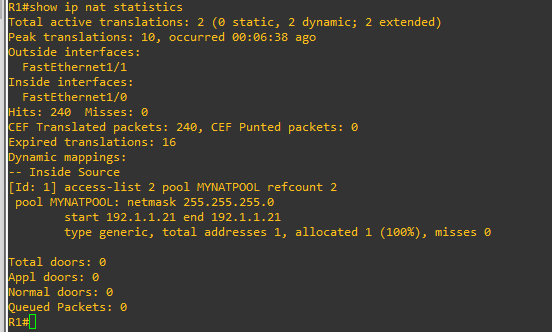 R1#show ip nat statistics
Total active translations: 2 (0 static, 2 dynamic; 2 extended)
Peak translations: 10, occurred 00:06:38 ago
Outside interfaces:
  FastEthernet1/1
Inside interfaces:
  FastEthernet1/0
Hits: 240  Misses: 0
CEF Translated packets: 240, CEF Punted packets: 0
Expired translations: 16
Dynamic mappings:
-- Inside Source
[Id: 1] access-list 2 pool MYNATPOOL refcount 2
 pool MYNATPOOL: netmask 255.255.255.0
        start 192.1.1.21 end 192.1.1.21
        type generic, total addresses 1, allocated 1 (100%), misses 0

Total doors: 0
Appl doors: 0
Normal doors: 0
Queued Packets: 0
R1#